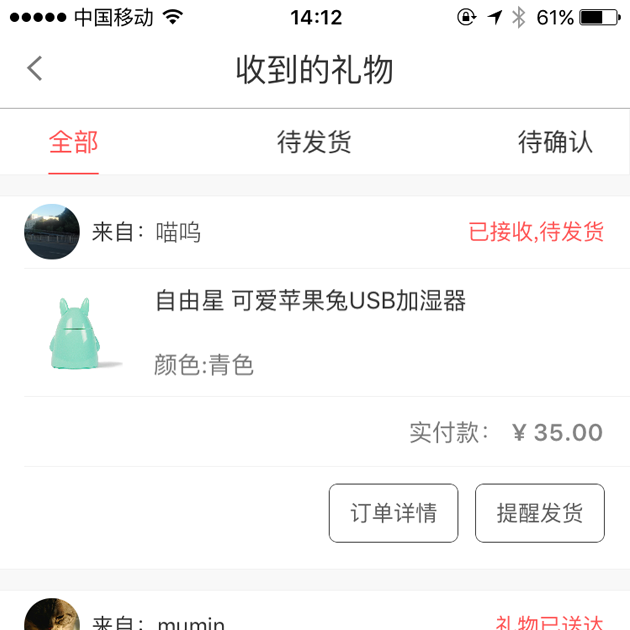 中国移动 14:12 61%
收到的礼物
全部 待发货 待确认
来自：喵呜 已接收,待发货
自由星 可爱苹果兔USB加湿器
颜色:青色
实付款： ¥ 35.00
订单详情 提醒发货
来自：mumin 礼物已送达